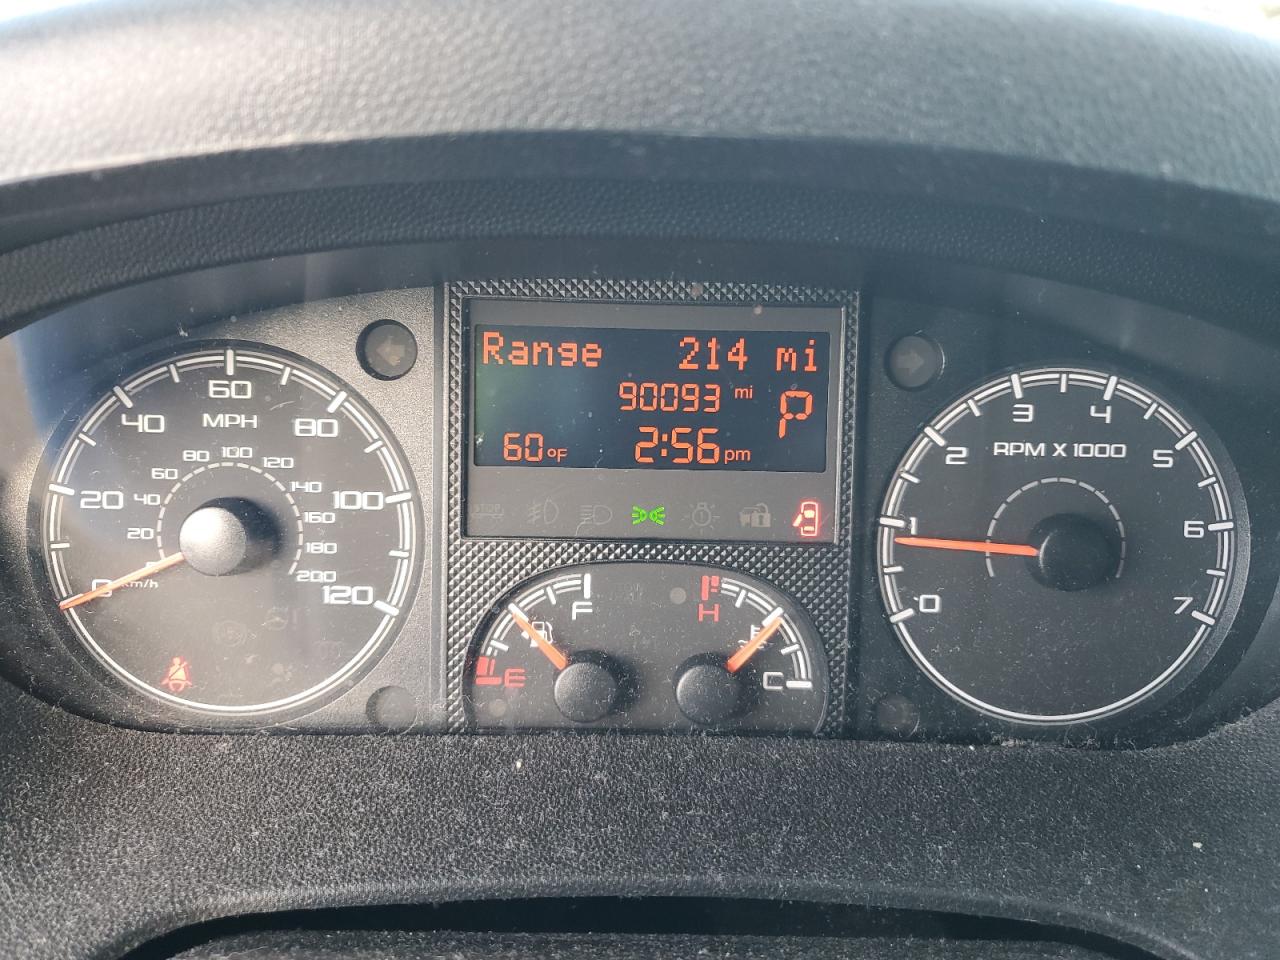 Range 214 mi
90093 mi P
60°F 2:56 pm
0 20 40 60 80 100 120
MPH
20 40 60 80 100 120 140 160 180 200
km/h
E F
H C
0 1 2 3 4 5 6 7
RPM X 1000